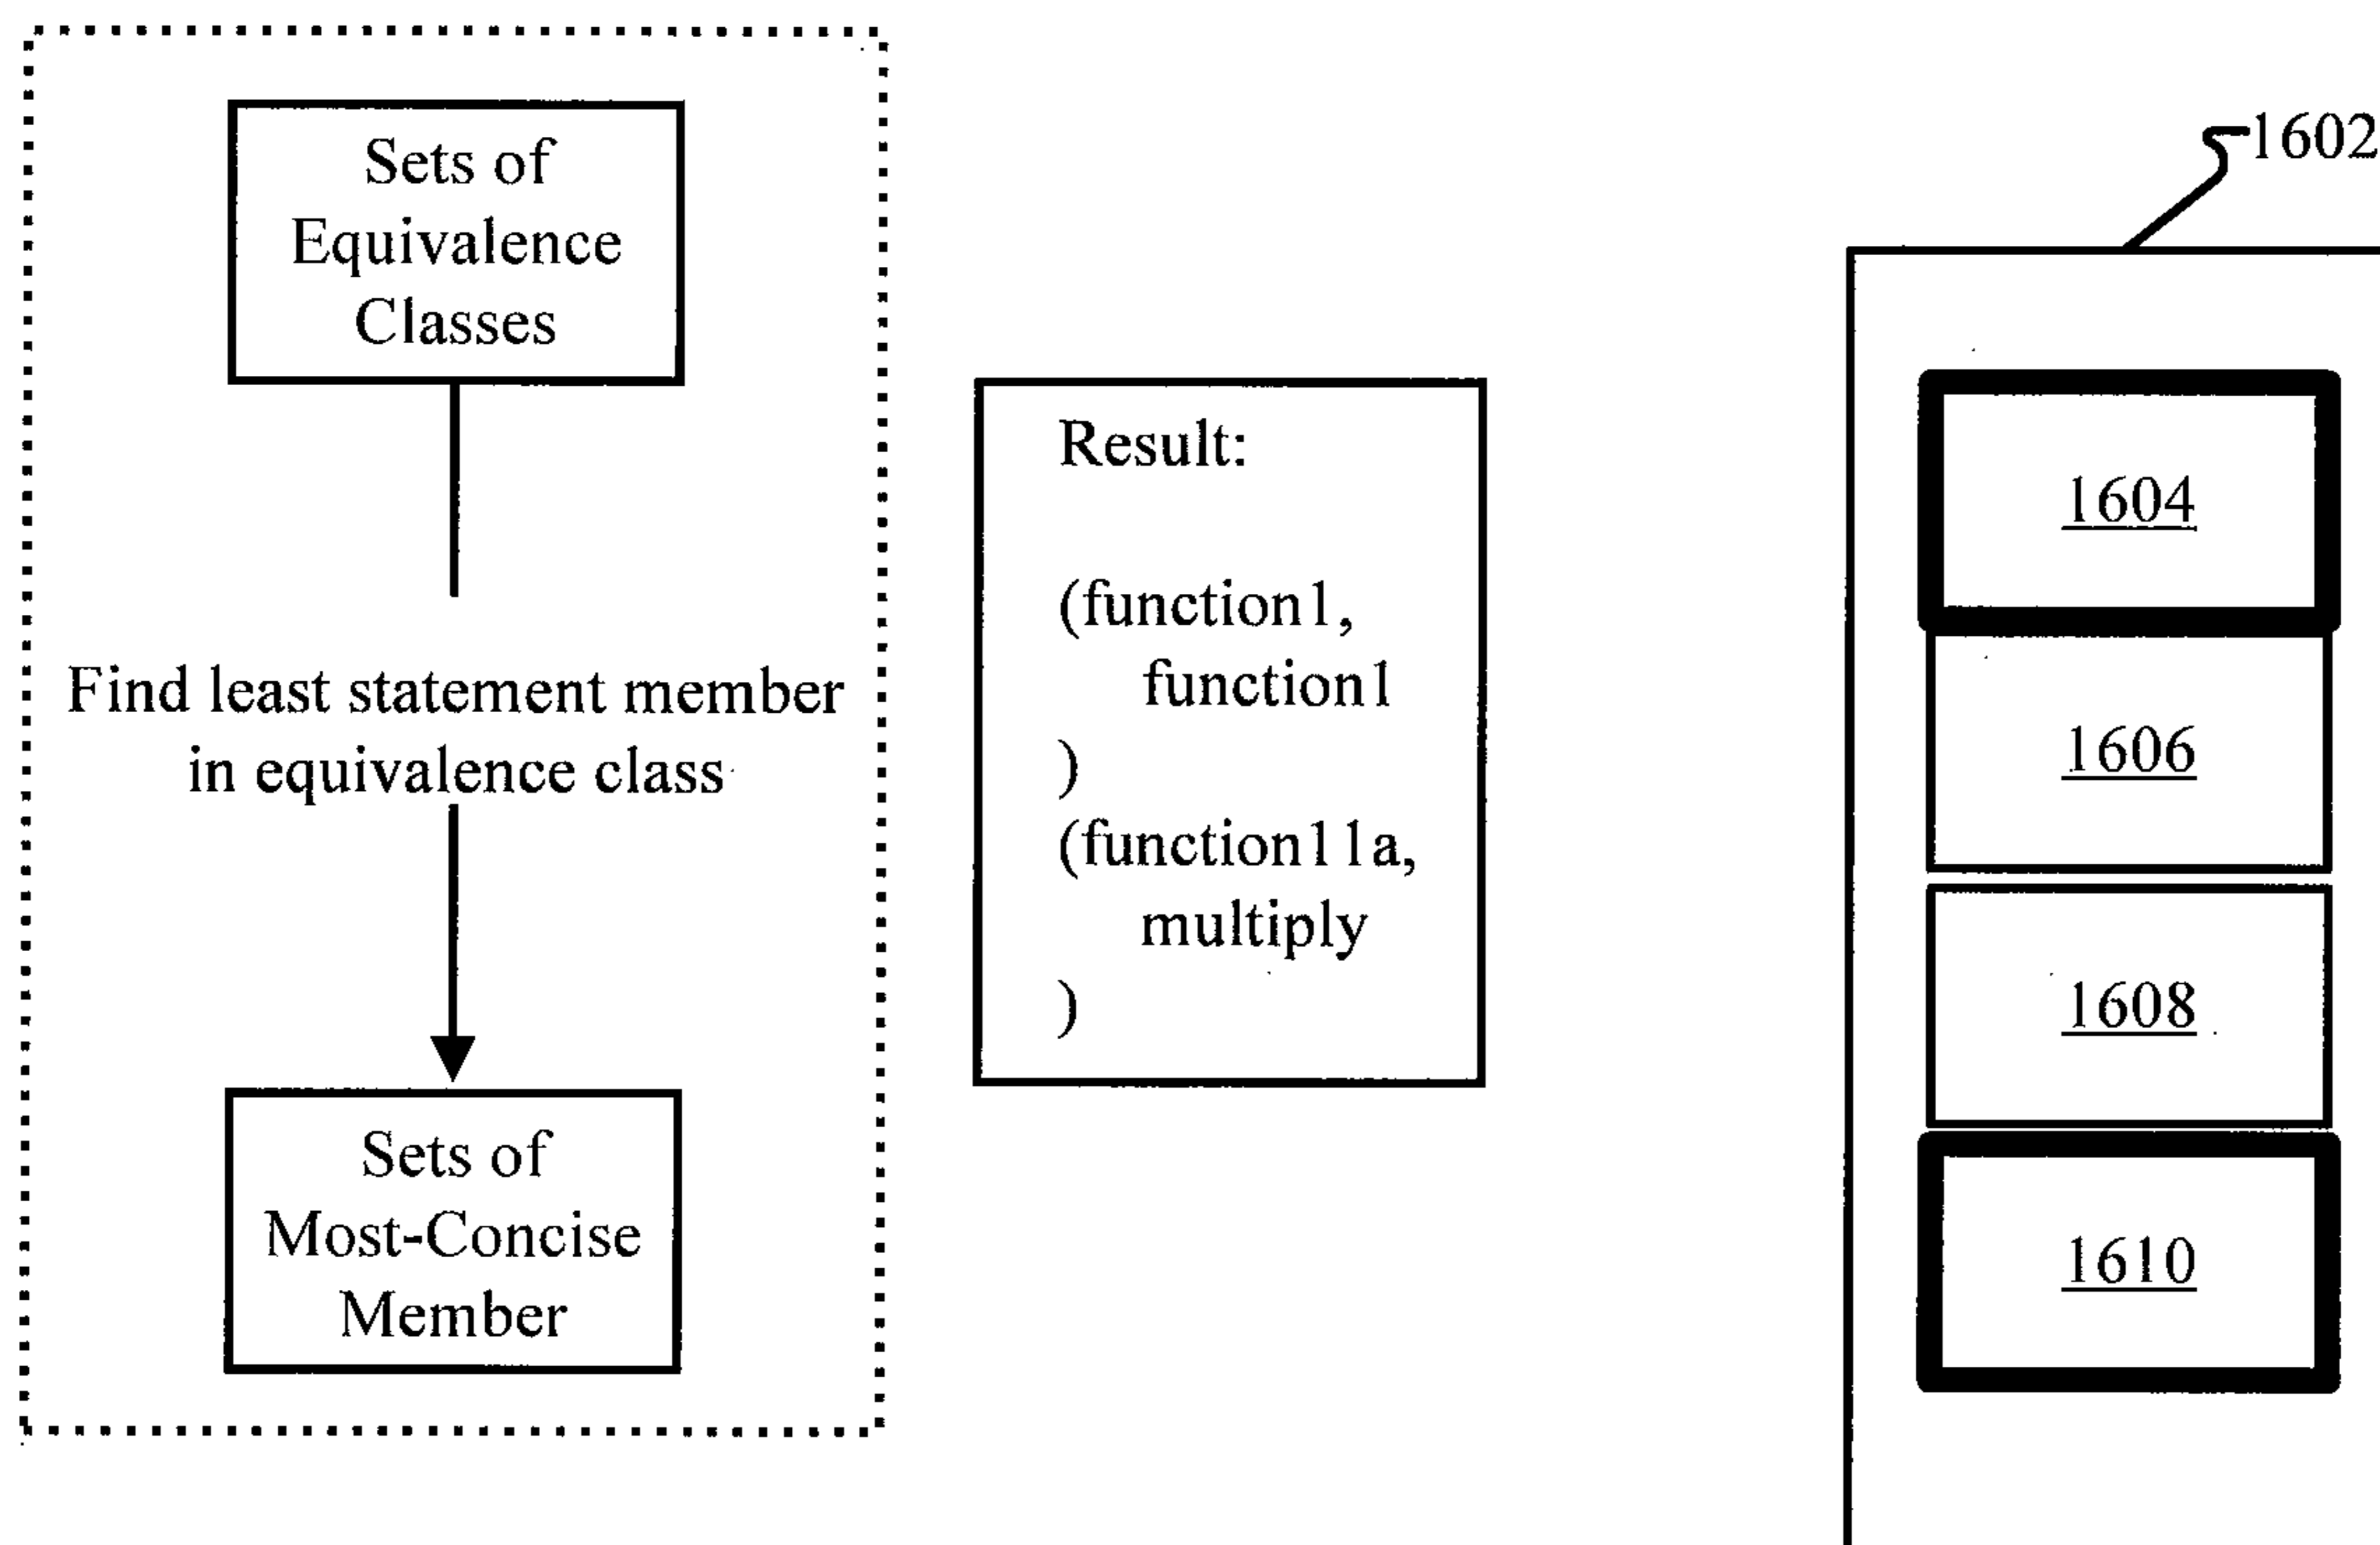 Sets of
Equivalence
Classes
Find least statement member
in equivalence class
Sets of
Most-Concise
Member
Result:
(function1,
function1
)
(function11a,
multiply
)
1602
1604
1606
1608
1610